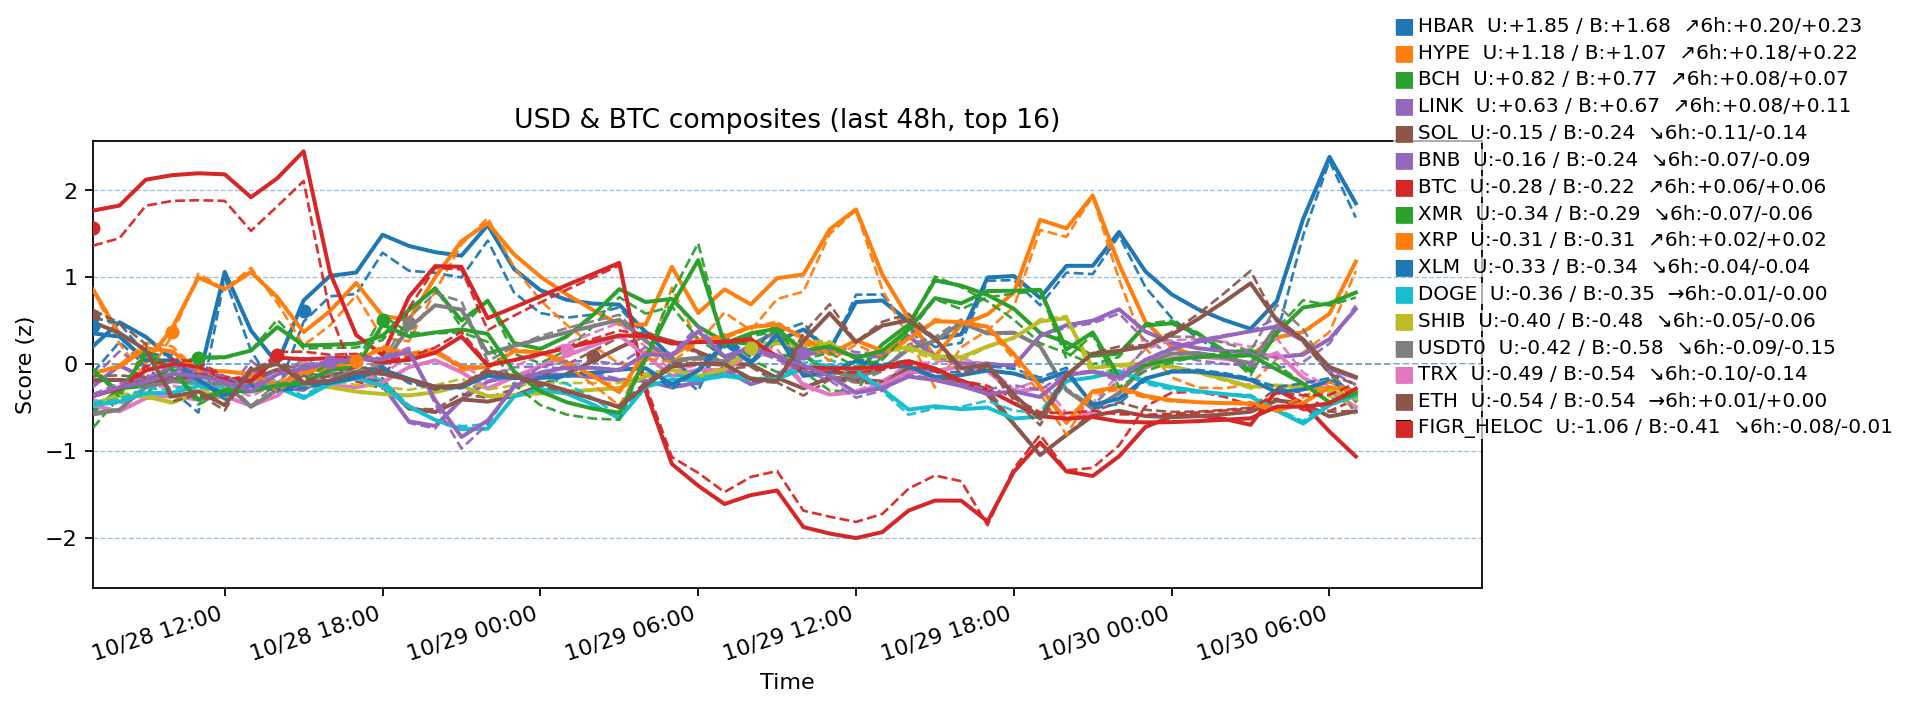 HBAR  U:+1.85 / B:+1.68  ↗6h:+0.20/+0.23
HYPE  U:+1.18 / B:+1.07  ↗6h:+0.18/+0.22
BCH  U:+0.82 / B:+0.77  ↗6h:+0.08/+0.07
LINK  U:+0.63 / B:+0.67  ↗6h:+0.08/+0.11
SOL  U:-0.15 / B:-0.24  ↘6h:-0.11/-0.14
BNB  U:-0.16 / B:-0.24  ↘6h:-0.07/-0.09
BTC  U:-0.28 / B:-0.22  ↗6h:+0.06/+0.06
XMR  U:-0.34 / B:-0.29  ↘6h:-0.07/-0.06
XRP  U:-0.31 / B:-0.31  ↗6h:+0.02/+0.02
XLM  U:-0.33 / B:-0.34  ↘6h:-0.04/-0.04
DOGE  U:-0.36 / B:-0.35  →6h:-0.01/-0.00
SHIB  U:-0.40 / B:-0.48  ↘6h:-0.05/-0.06
USDT0  U:-0.42 / B:-0.58  ↘6h:-0.09/-0.15
TRX  U:-0.49 / B:-0.54  ↘6h:-0.10/-0.14
ETH  U:-0.54 / B:-0.54  →6h:+0.01/+0.00
FIGR_HELOC  U:-1.06 / B:-0.41  ↘6h:-0.08/-0.01
USD & BTC composites (last 48h, top 16)
Score (z)
2
1
0
−1
−2
10/28 12:00
10/28 18:00
10/29 00:00
10/29 06:00
10/29 12:00
10/29 18:00
10/30 00:00
10/30 06:00
Time